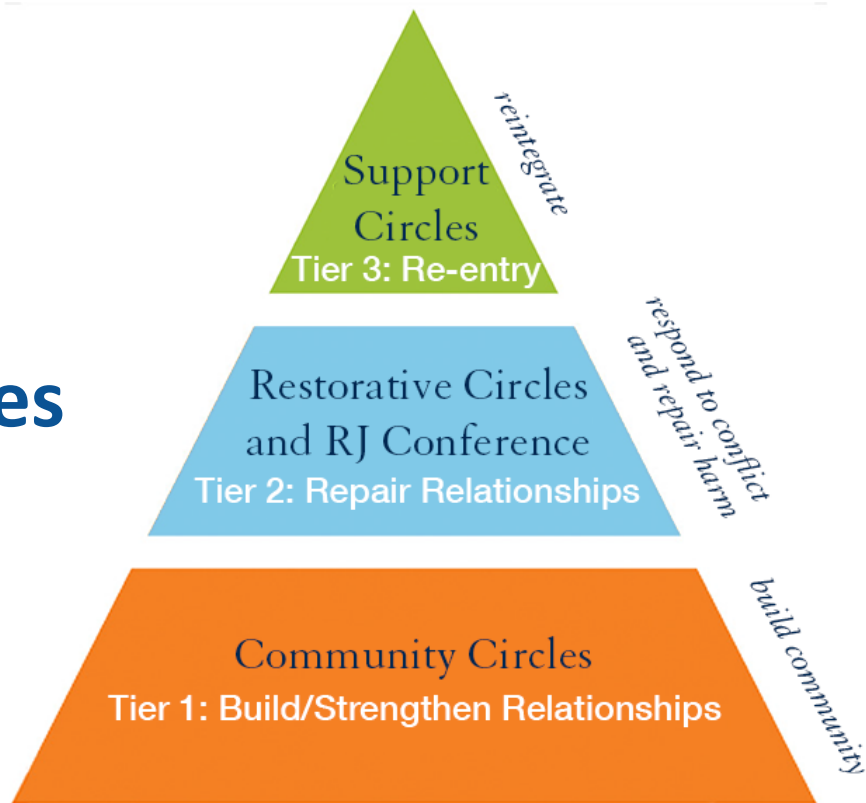 reintegrate
Support
Circles
Tier 3: Re-entry
respond to conflict
and repair harm
es
Restorative Circles
and RJ Conference
Tier 2: Repair Relationships
build community
Community Circles
Tier 1: Build/Strengthen Relationships